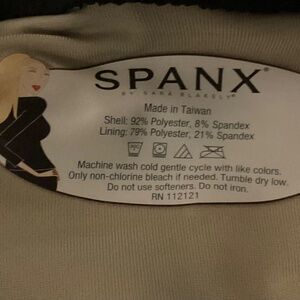 SPANX®
BY SARA BLAKELY®
Made in Taiwan
Shell: 92% Polyester, 8% Spandex
Lining: 79% Polyester, 21% Spandex
Machine wash cold gentle cycle with like colors.
Only non-chlorine bleach if needed. Tumble dry low.
Do not use softeners. Do not iron.
RN 112121